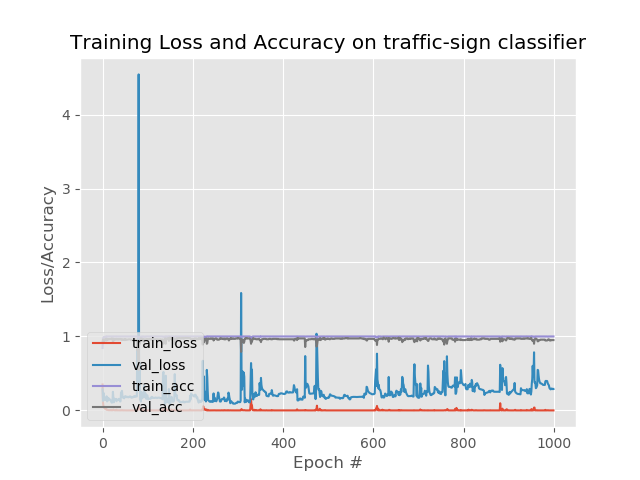 Training Loss and Accuracy on traffic-sign classifier
Loss/Accuracy
4
3
2
1
0
train_loss
val_loss
train_acc
val_acc
0 200 400 600 800 1000
Epoch #